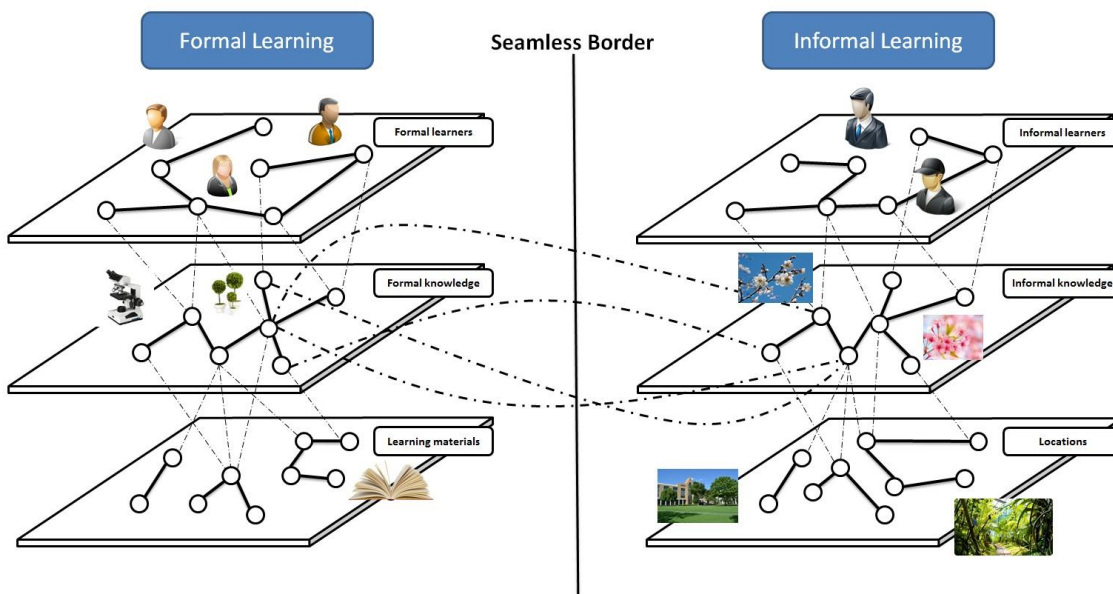 Formal Learning
Seamless Border
Informal Learning
Formal learners
Informal learners
Formal knowledge
Informal knowledge
Learning materials
Locations